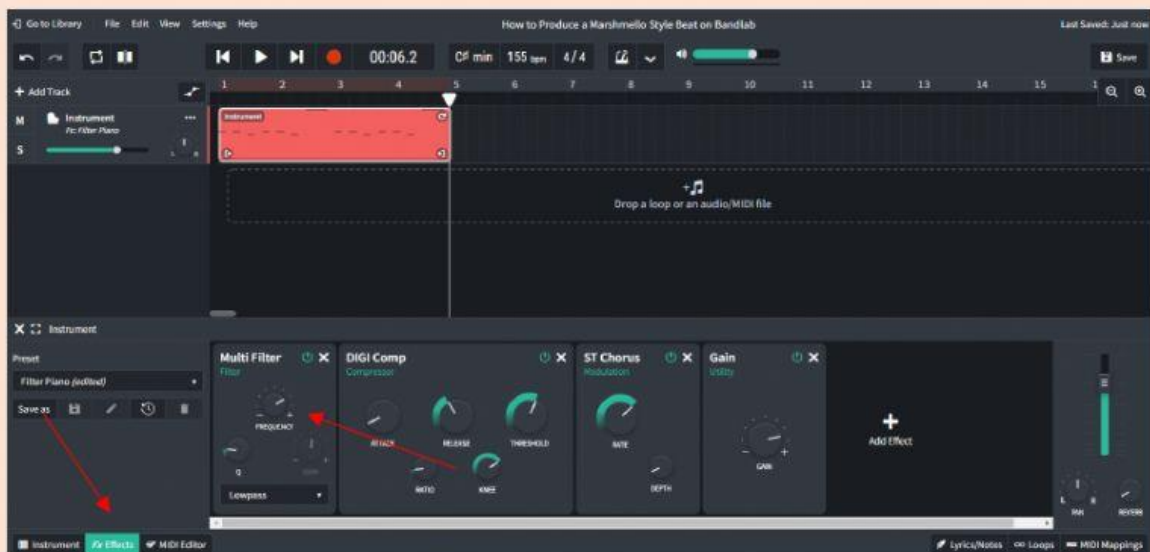 Go to Library File Edit View Settings Help How to Produce a Marshmello Style Beat on Bandlab Last Saved: Just now
00:06.2 C# min 155 bpm 4/4 Save
+ Add Track 1 2 3 4 5 6 7 8 9 10 11 12 13 14 15 1
M Instrument ... Instrument
Fx: Filter Piano
S L R
Drop a loop or an audio/MIDI file
Instrument
Preset Multi Filter DIGI Comp ST Chorus Gain
Filter Compressor Modulation Utility
Filter Piano (edited)
Save as
FREQUENCY ATTACK RELEASE THRESHOLD RATE Add Effect
GAIN
Q RATIO KNEE DEPTH
Lowpass L R
PAN REVERB
Instrument Fx Effects MIDI Editor Lyrics/Notes Loops MIDI Mappings